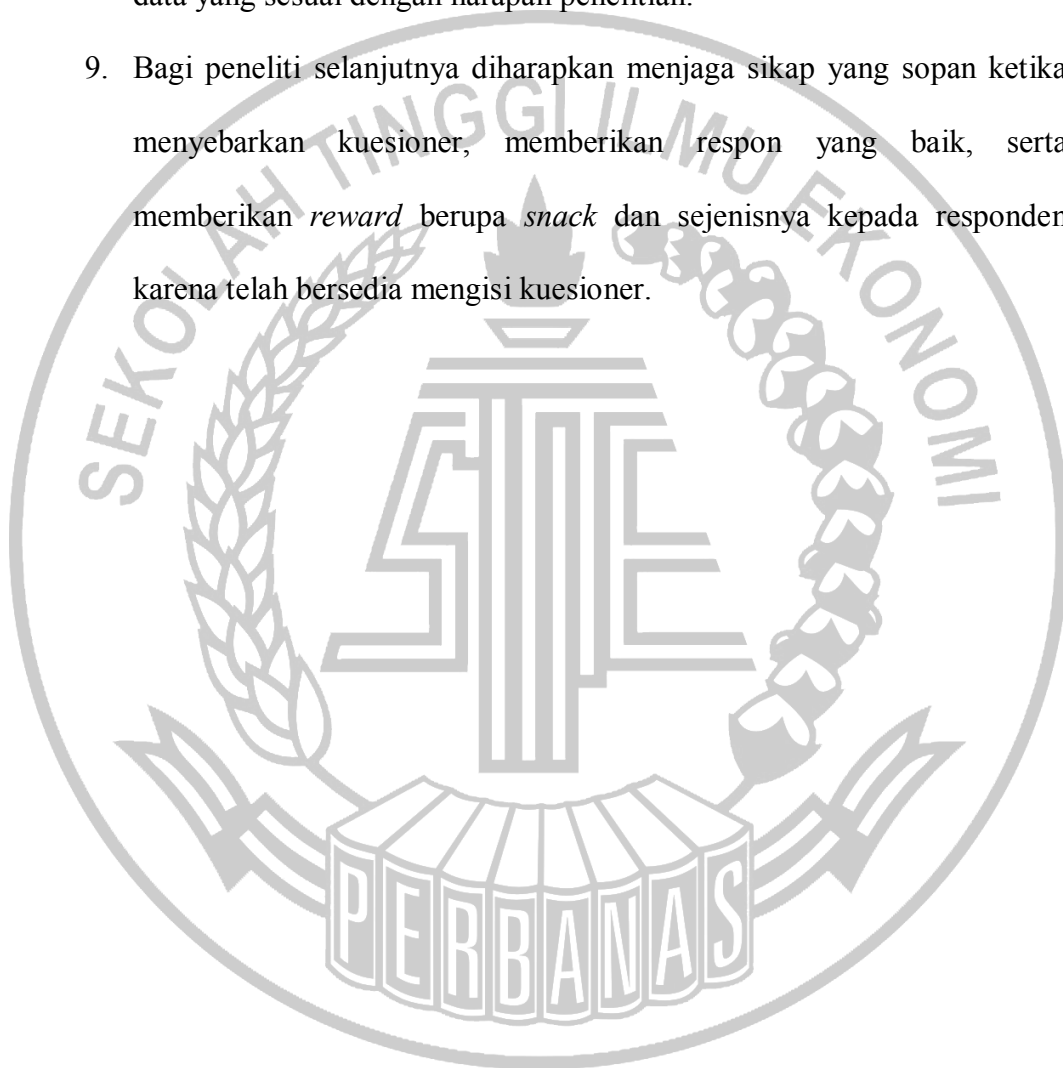 data yang sesuai dengan harapan penelitian.
9. Bagi peneliti selanjutnya diharapkan menjaga sikap yang sopan ketika
menyebarkan kuesioner, memberikan respon yang baik, serta
memberikan reward berupa snack dan sejenisnya kepada responden
karena telah bersedia mengisi kuesioner.
SEKOLAH TINGGI ILMU EKONOMI
STIE
PERBANAS